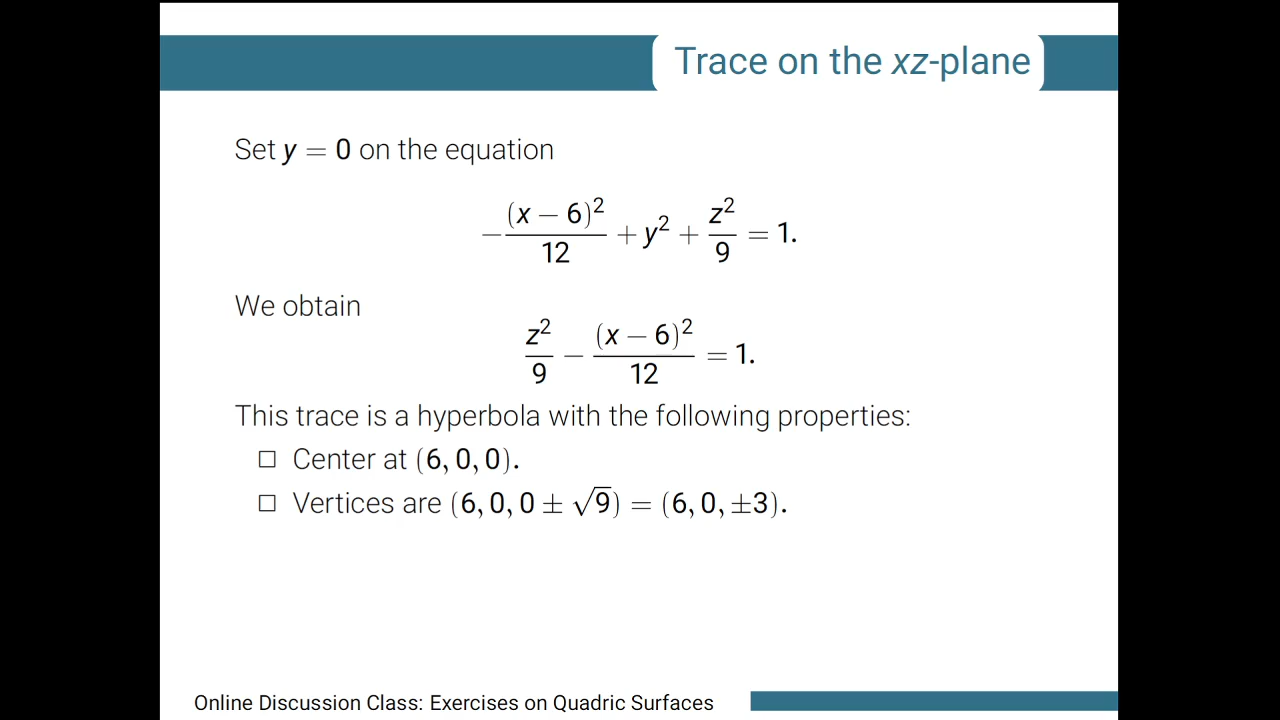 Trace on the xz-plane
Set y = 0 on the equation
−(x − 6)²/12 + y² + z²/9 = 1.
We obtain
z²/9 − (x − 6)²/12 = 1.
This trace is a hyperbola with the following properties:
□ Center at (6, 0, 0).
□ Vertices are (6, 0, 0 ± √9) = (6, 0, ±3).
Online Discussion Class: Exercises on Quadric Surfaces